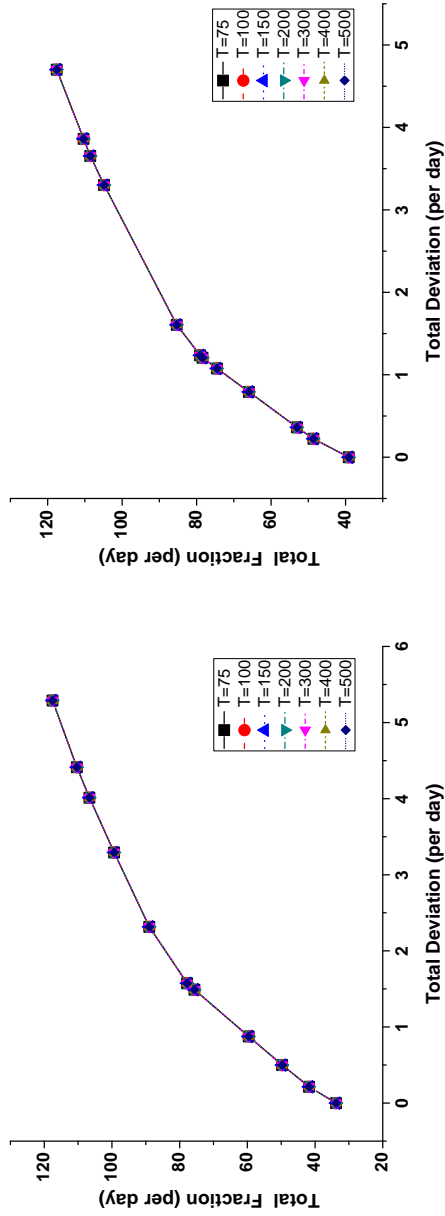 Total Fraction (per day)
120
100
80
60
40
20
T=75
T=100
T=150
T=200
T=300
T=400
T=500
0 1 2 3 4 5 6
Total Deviation (per day)
Total Fraction (per day)
120
100
80
60
40
T=75
T=100
T=150
T=200
T=300
T=400
T=500
0 1 2 3 4 5
Total Deviation (per day)